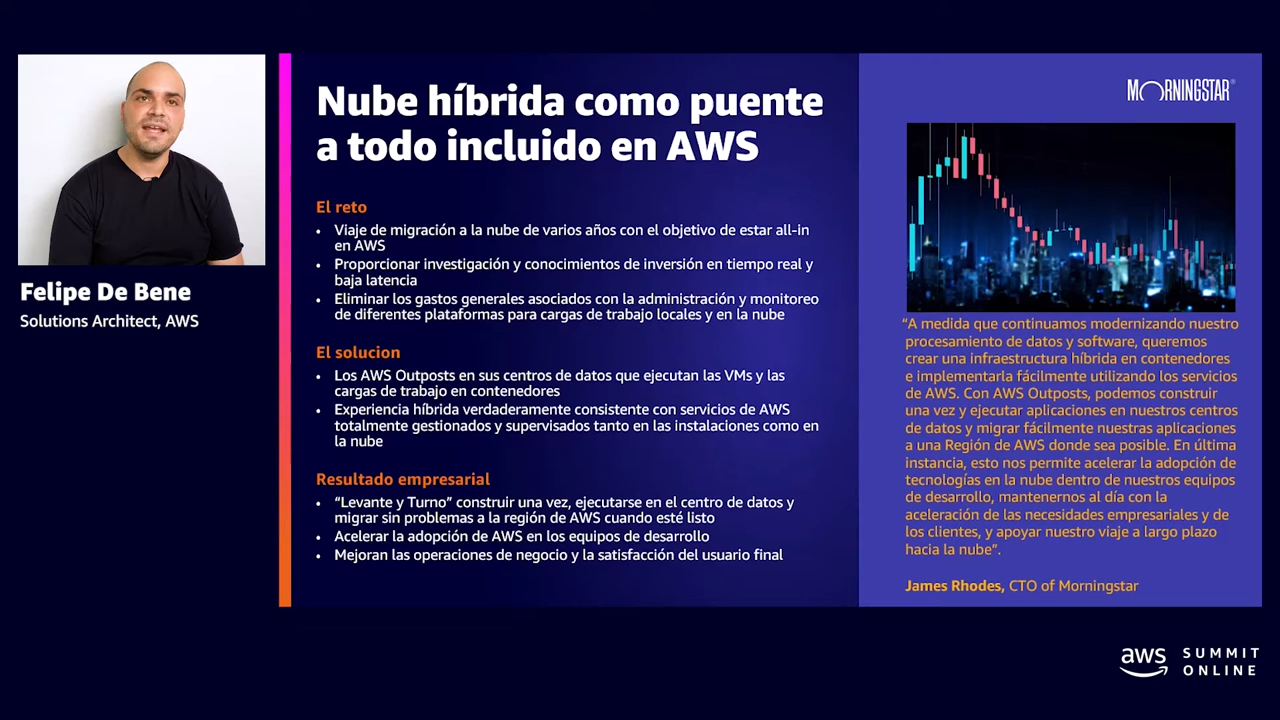 Felipe De Bene
Solutions Architect, AWS
Nube híbrida como puente
a todo incluido en AWS
El reto
• Viaje de migración a la nube de varios años con el objetivo de estar all-in
en AWS
• Proporcionar investigación y conocimientos de inversión en tiempo real y
baja latencia
• Eliminar los gastos generales asociados con la administración y monitoreo
de diferentes plataformas para cargas de trabajo locales y en la nube
El solucion
• Los AWS Outposts en sus centros de datos que ejecutan las VMs y las
cargas de trabajo en contenedores
• Experiencia híbrida verdaderamente consistente con servicios de AWS
totalmente gestionados y supervisados tanto en las instalaciones como en
la nube
Resultado empresarial
• “Levante y Turno” construir una vez, ejecutarse en el centro de datos y
migrar sin problemas a la región de AWS cuando esté listo
• Acelerar la adopción de AWS en los equipos de desarrollo
• Mejoran las operaciones de negocio y la satisfacción del usuario final
MORNINGSTAR®
“A medida que continuamos modernizando nuestro
procesamiento de datos y software, queremos
crear una infraestructura híbrida en contenedores
e implementarla fácilmente utilizando los servicios
de AWS. Con AWS Outposts, podemos construir
una vez y ejecutar aplicaciones en nuestros centros
de datos y migrar fácilmente nuestras aplicaciones
a una Región de AWS donde sea posible. En última
instancia, esto nos permite acelerar la adopción de
tecnologías en la nube dentro de nuestros equipos
de desarrollo, mantenernos al día con la
aceleración de las necesidades empresariales y de
los clientes, y apoyar nuestro viaje a largo plazo
hacia la nube”.
James Rhodes, CTO of Morningstar
aws SUMMIT
ONLINE